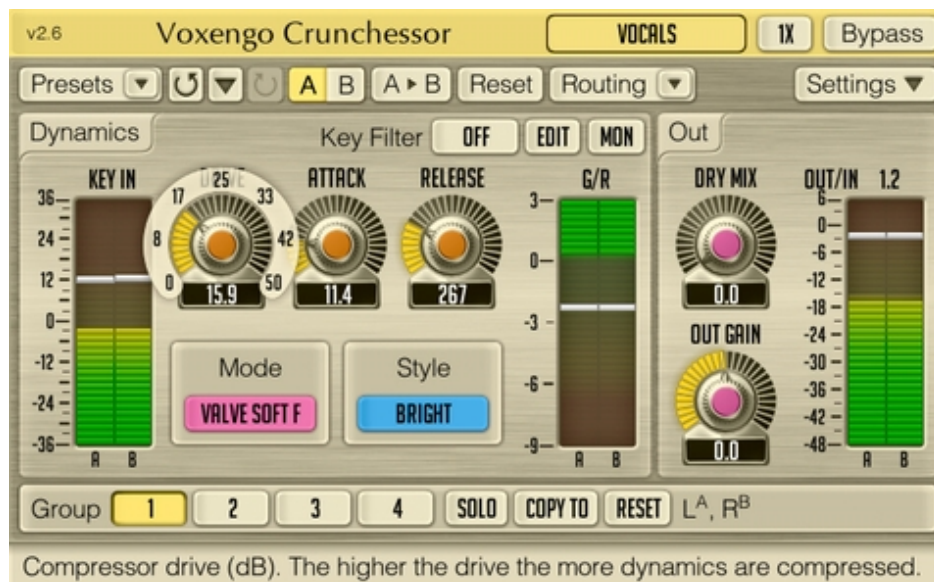 v2.6 Voxengo Crunchessor VOCALS 1X Bypass
Presets A B A ▸ B Reset Routing Settings
Dynamics Key Filter OFF EDIT MON Out
KEY IN ATTACK RELEASE G/R DRY MIX OUT/IN 1.2
36 24 12 0 -12 -24 -36
A B
0 8 17 25 33 42 50
15.9 11.4 267
3 0 -3 -6 -9
A B
0.0
OUT GAIN
0.0
6 0 -6 -12 -18 -24 -30 -36 -42 -48
A B
Mode Style
VALVE SOFT F BRIGHT
Group 1 2 3 4 SOLO COPY TO RESET Lᴬ, Rᴮ
Compressor drive (dB). The higher the drive the more dynamics are compressed.